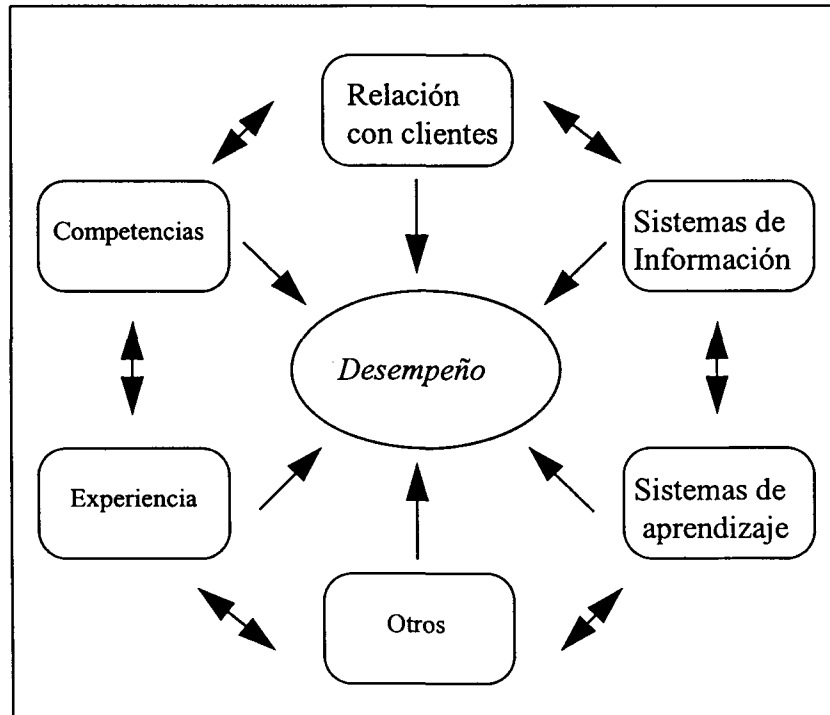 Relación
con clientes
Competencias
Sistemas de
Información
Desempeño
Experiencia
Sistemas de
aprendizaje
Otros